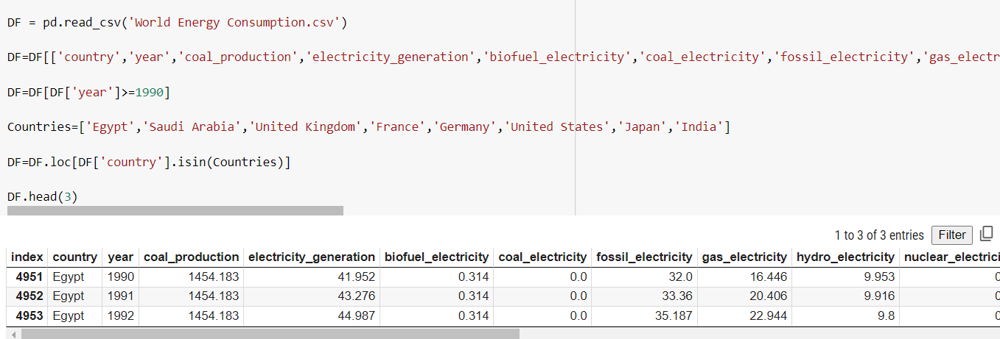 DF = pd.read_csv('World Energy Consumption.csv')
DF=DF[['country','year','coal_production','electricity_generation','biofuel_electricity','coal_electricity','fossil_electricity','gas_electr
DF=DF[DF['year']>=1990]
Countries=['Egypt','Saudi Arabia','United Kingdom','France','Germany','United States','Japan','India']
DF=DF.loc[DF['country'].isin(Countries)]
DF.head(3)
1 to 3 of 3 entries Filter
index country year coal_production electricity_generation biofuel_electricity coal_electricity fossil_electricity gas_electricity hydro_electricity nuclear_electrici
4951 Egypt 1990 1454.183 41.952 0.314 0.0 32.0 16.446 9.953 0
4952 Egypt 1991 1454.183 43.276 0.314 0.0 33.36 20.406 9.916 0
4953 Egypt 1992 1454.183 44.987 0.314 0.0 35.187 22.944 9.8 0